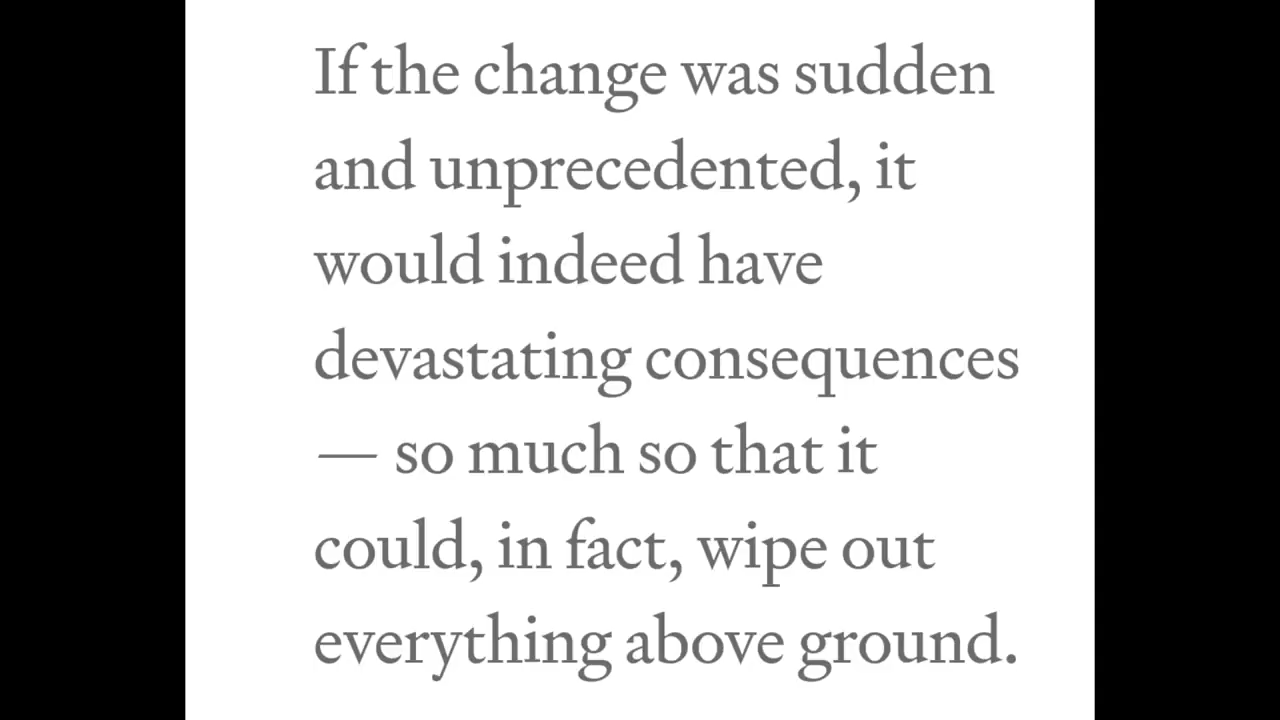 If the change was sudden
and unprecedented, it
would indeed have
devastating consequences
— so much so that it
could, in fact, wipe out
everything above ground.